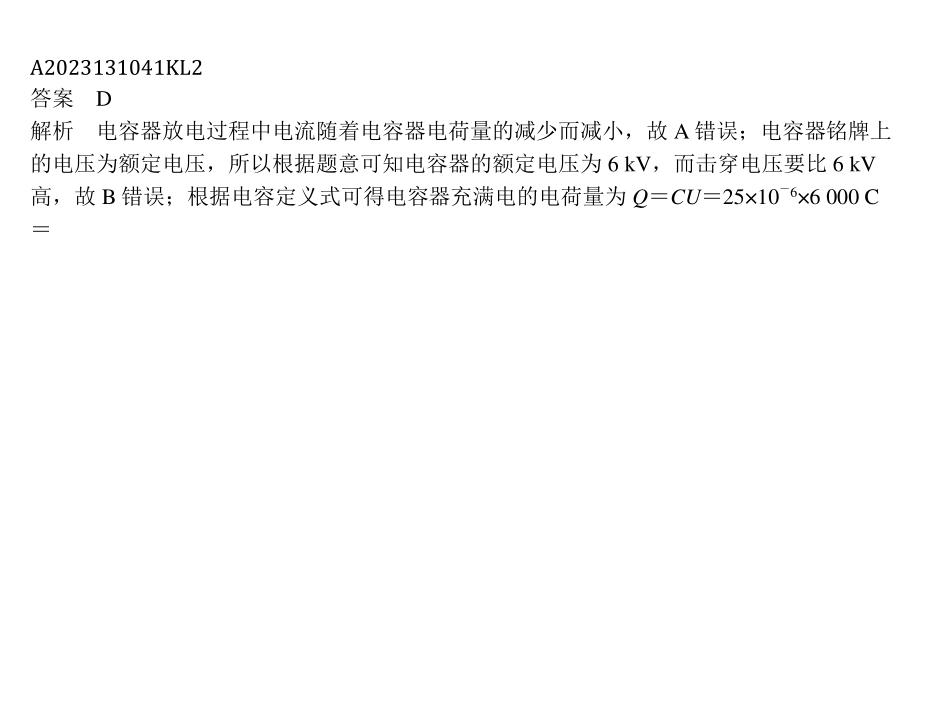 A2023131041KL2
答案　D
解析　电容器放电过程中电流随着电容器电荷量的减少而减小，故 A 错误；电容器铭牌上
的电压为额定电压，所以根据题意可知电容器的额定电压为 6 kV，而击穿电压要比 6 kV
高，故 B 错误；根据电容定义式可得电容器充满电的电荷量为 Q＝CU＝25×10⁻⁶×6 000 C
＝